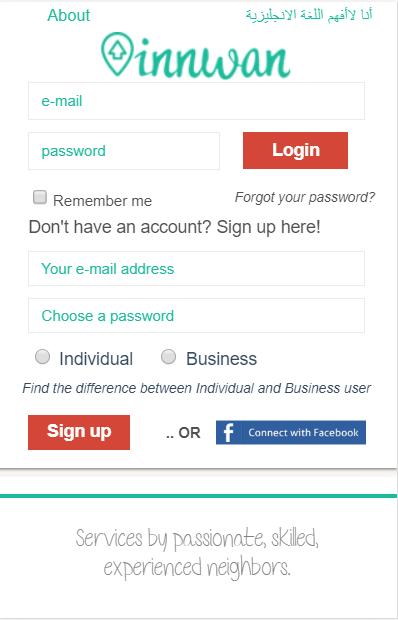 About
أنا لاأفهم اللغة الانجليزية
innwan
e-mail
password
Login
Remember me
Forgot your password?
Don't have an account? Sign up here!
Your e-mail address
Choose a password
Individual
Business
Find the difference between Individual and Business user
Sign up
.. OR
f Connect with Facebook
Services by passionate, skilled,
experienced neighbors.